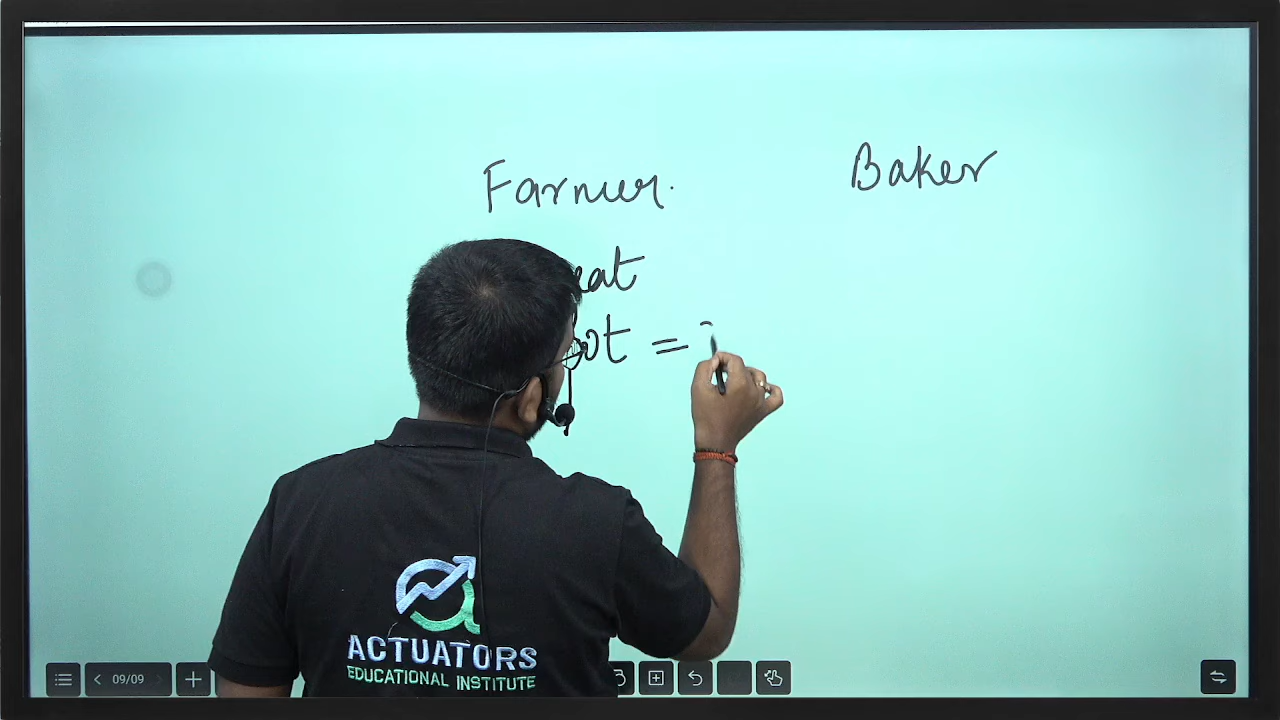 Farmer. Baker
=
ACTUATORS
EDUCATIONAL INSTITUTE
09/09